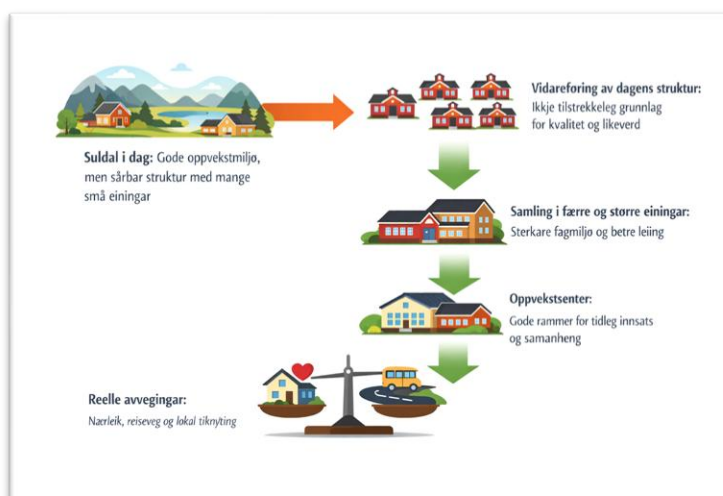 Suldal i dag: Gode oppvekstmiljø,
men sårbar struktur med mange
små einingar
Vidareføring av dagens struktur:
Ikkje tilstrekkeleg grunnlag
for kvalitet og likeverd
Samling i færre og større einingar:
Sterkare fagmiljø og betre leiing
Oppvekstsenter:
Gode rammer for tidleg innsats
og samanheng
Reelle avvegingar:
Nærleik, reiseveg og lokal tiknyting